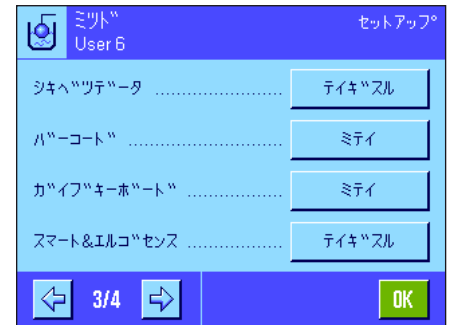 ミツド
セットアップ
User 6
シキベツデータ .......................... テイギスル
バーコード .............................. ミテイ
ガイブキーボード ................... ミテイ
スマート&エルゴセンス ................... テイギスル
3/4
OK